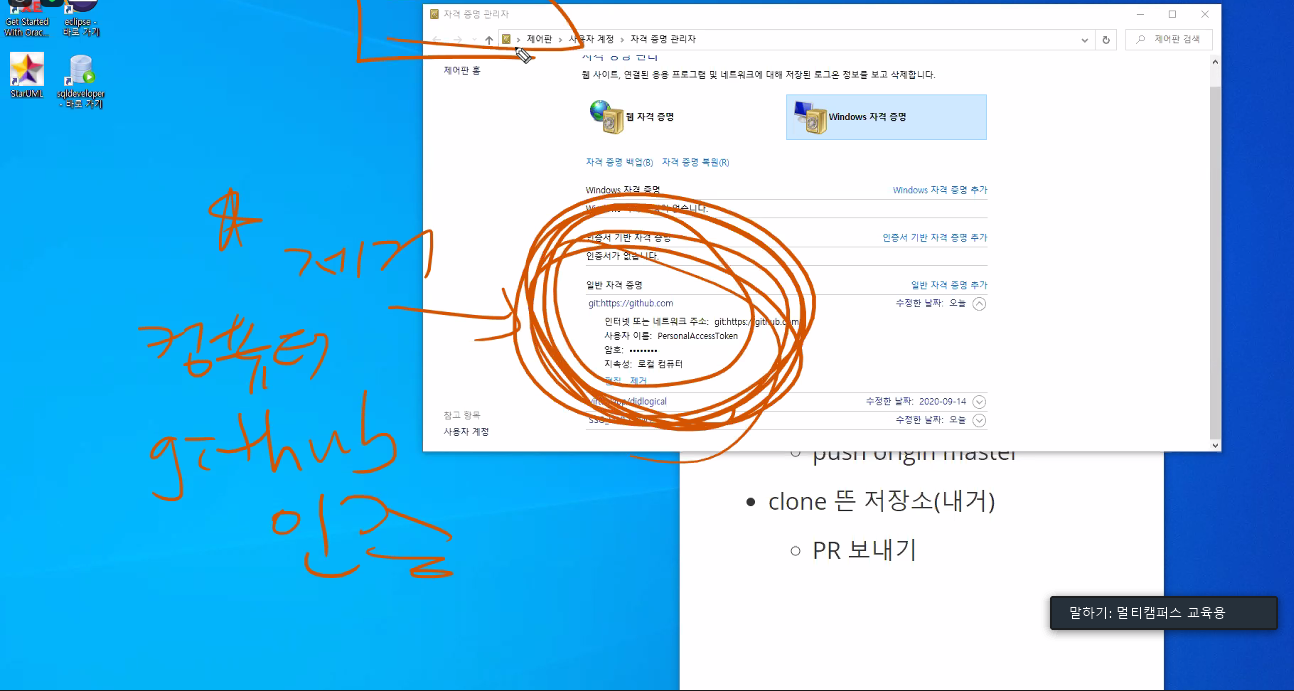 Get Started With Orac...
eclipse - 바로 가기
StarUML
sqldeveloper - 바로 가기
자격 증명 관리자
제어판 › 사용자 계정 › 자격 증명 관리자
제어판 검색
제어판 홈
자격 증명 관리
웹 사이트, 연결된 응용 프로그램 및 네트워크에 대해 저장된 로그온 정보를 보고 삭제합니다.
웹 자격 증명
Windows 자격 증명
자격 증명 백업(B) 자격 증명 복원(R)
Windows 자격 증명
Windows 자격 증명 추가
없습니다.
인증서 기반 자격 증명
인증서 기반 자격 증명 추가
인증서가 없습니다.
일반 자격 증명
일반 자격 증명 추가
git:https://github.com
수정한 날짜: 오늘
인터넷 또는 네트워크 주소: git:https://github.com
사용자 이름: PersonalAccessToken
암호: ••••••••
지속성: 로컬 컴퓨터
편집 제거
수정한 날짜: 2020-09-14
수정한 날짜: 오늘
참고 항목
사용자 계정
제거
컴퓨터
github
인증
push origin master
clone 뜬 저장소(내거)
PR 보내기
말하기: 멀티캠퍼스 교육용